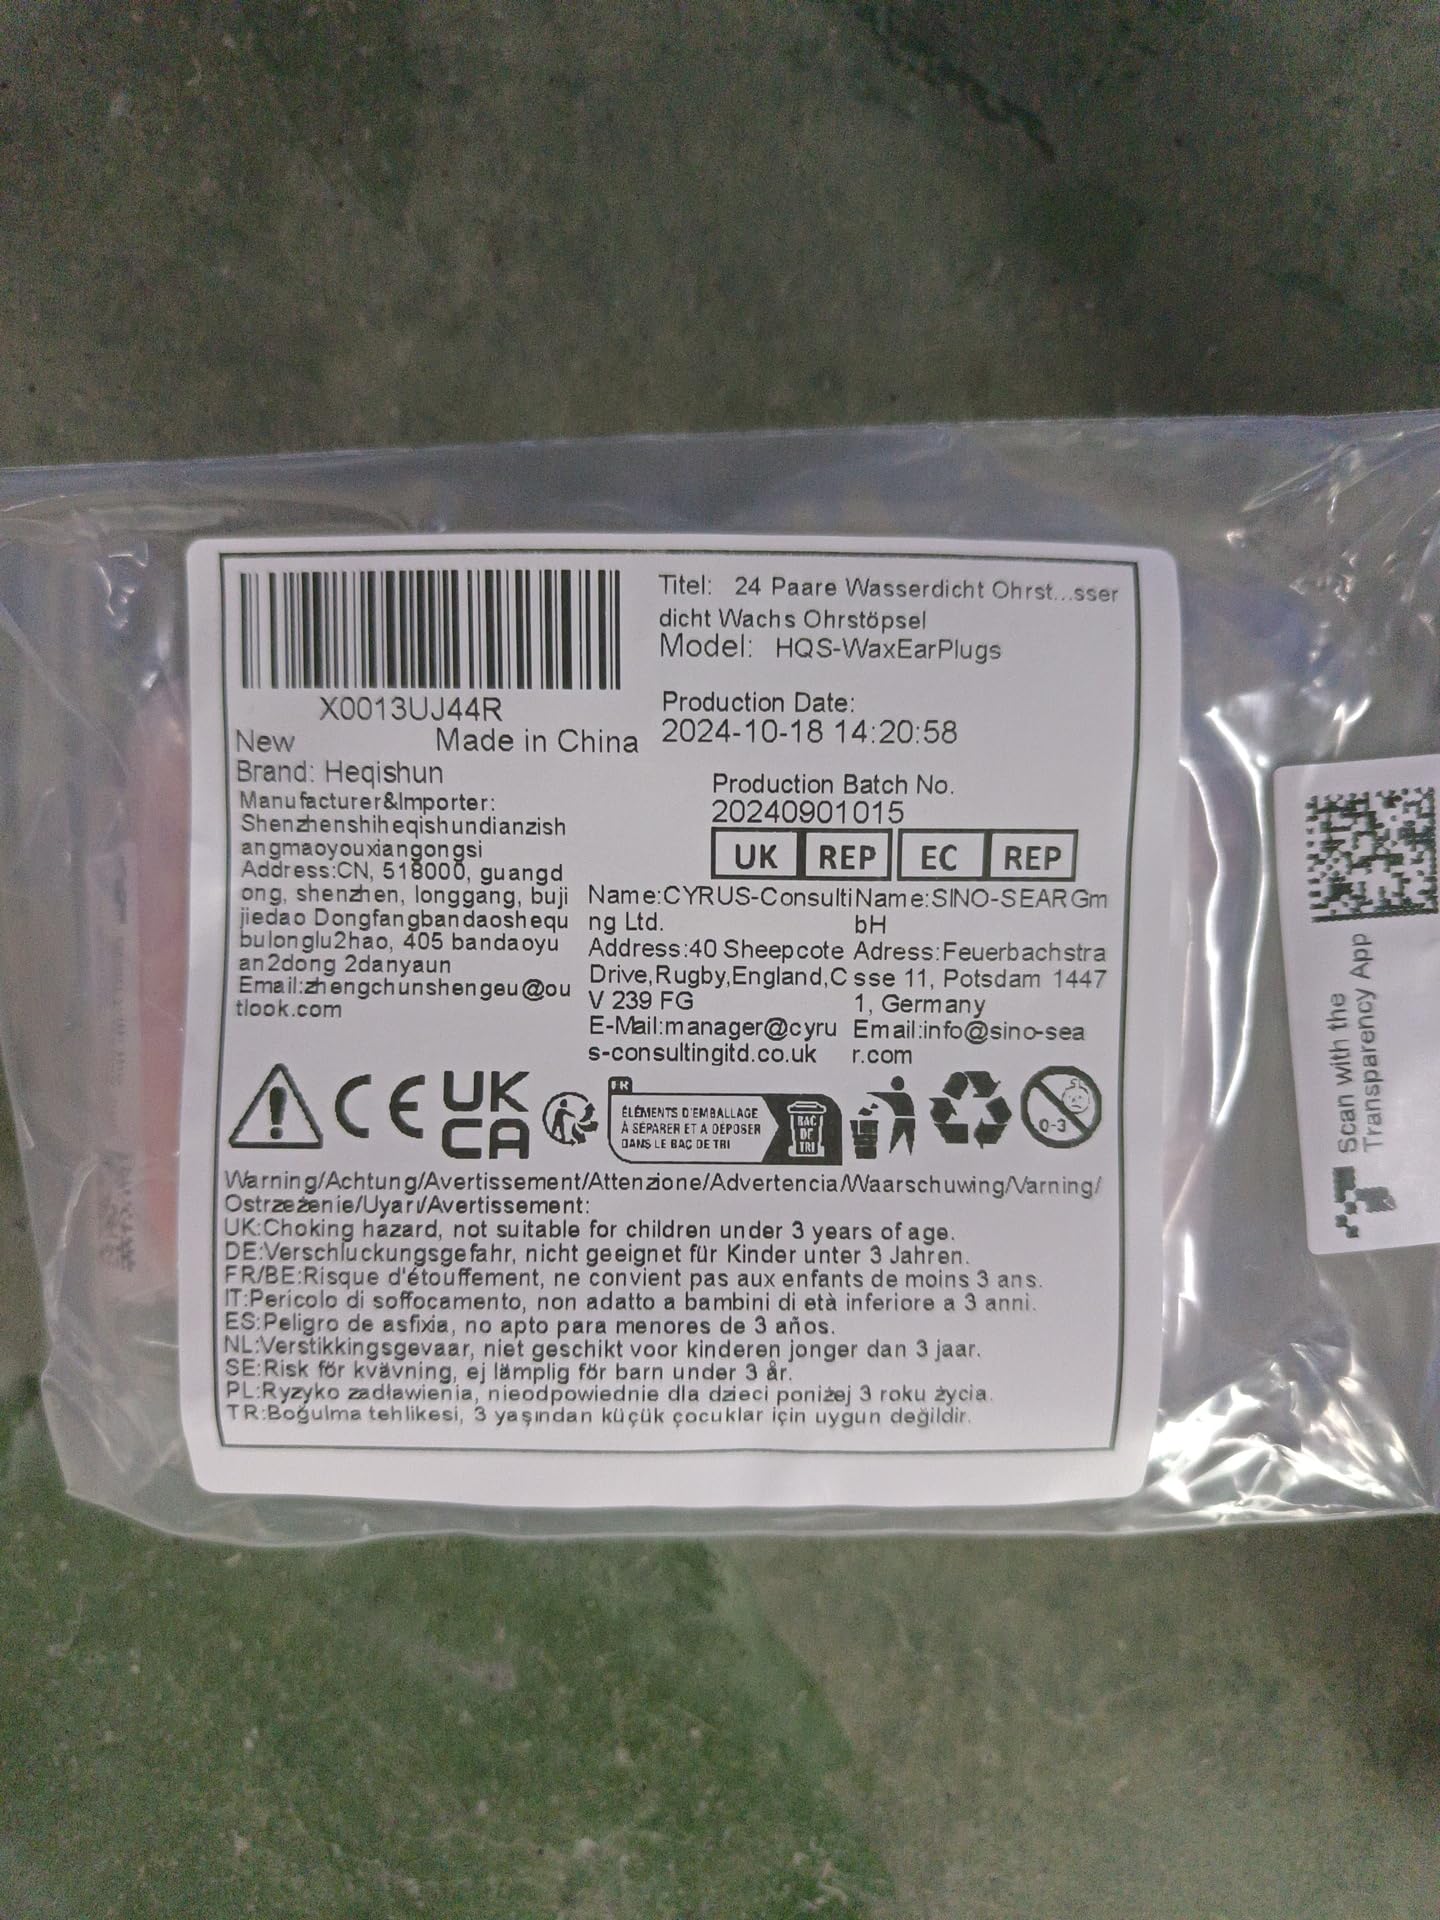 Titel: 24 Paare Wasserdicht Ohrst...sser
dicht Wachs Ohrstöpsel
Model: HQS-WaxEarPlugs
X0013UJ44R
New Made in China
Production Date:
2024-10-18 14:20:58
Brand: Heqishun
Manufacturer&Importer:
Shenzhenshiheqishundianzish
angmaoyouxiangongsi
Address:CN, 518000, guangd
ong, shenzhen, longgang, buji
jiedao Dongfangbandaoshequ
bulonglu2hao, 405 bandaoyu
an2dong 2danyaun
Email:zhengchunshengeu@ou
tlook.com
Production Batch No.
20240901015
UK REP EC REP
Name:CYRUS-Consulti
ng Ltd.
Address:40 Sheepcote
Drive,Rugby,England,C
V 239 FG
E-Mail:manager@cyru
s-consultingitd.co.uk
Name:SINO-SEAR Gm
bH
Adress:Feuerbachstra
sse 11, Potsdam 1447
1, Germany
Email:info@sino-sea
r.com
CE UK
CA
FR
ÉLÉMENTS D'EMBALLAGE
À SÉPARER ET A DÉPOSER
DANS LE BAC DE TRI
BAC
DE
TRI
0-3
Warning/Achtung/Avertissement/Attenzione/Advertencia/Waarschuwing/Varning/
Ostrzeżenie/Uyarı/Avertissement:
UK:Choking hazard, not suitable for children under 3 years of age.
DE:Verschluckungsgefahr, nicht geeignet für Kinder unter 3 Jahren.
FR/BE:Risque d'étouffement, ne convient pas aux enfants de moins 3 ans.
IT:Pericolo di soffocamento, non adatto a bambini di età inferiore a 3 anni.
ES:Peligro de asfixia, no apto para menores de 3 años.
NL:Verstikkingsgevaar, niet geschikt voor kinderen jonger dan 3 jaar.
SE:Risk för kvävning, ej lämplig för barn under 3 år.
PL:Ryzyko zadławienia, nieodpowiednie dla dzieci poniżej 3 roku życia.
TR:Boğulma tehlikesi, 3 yaşından küçük çocuklar için uygun değildir.
Scan with the
Transparency App